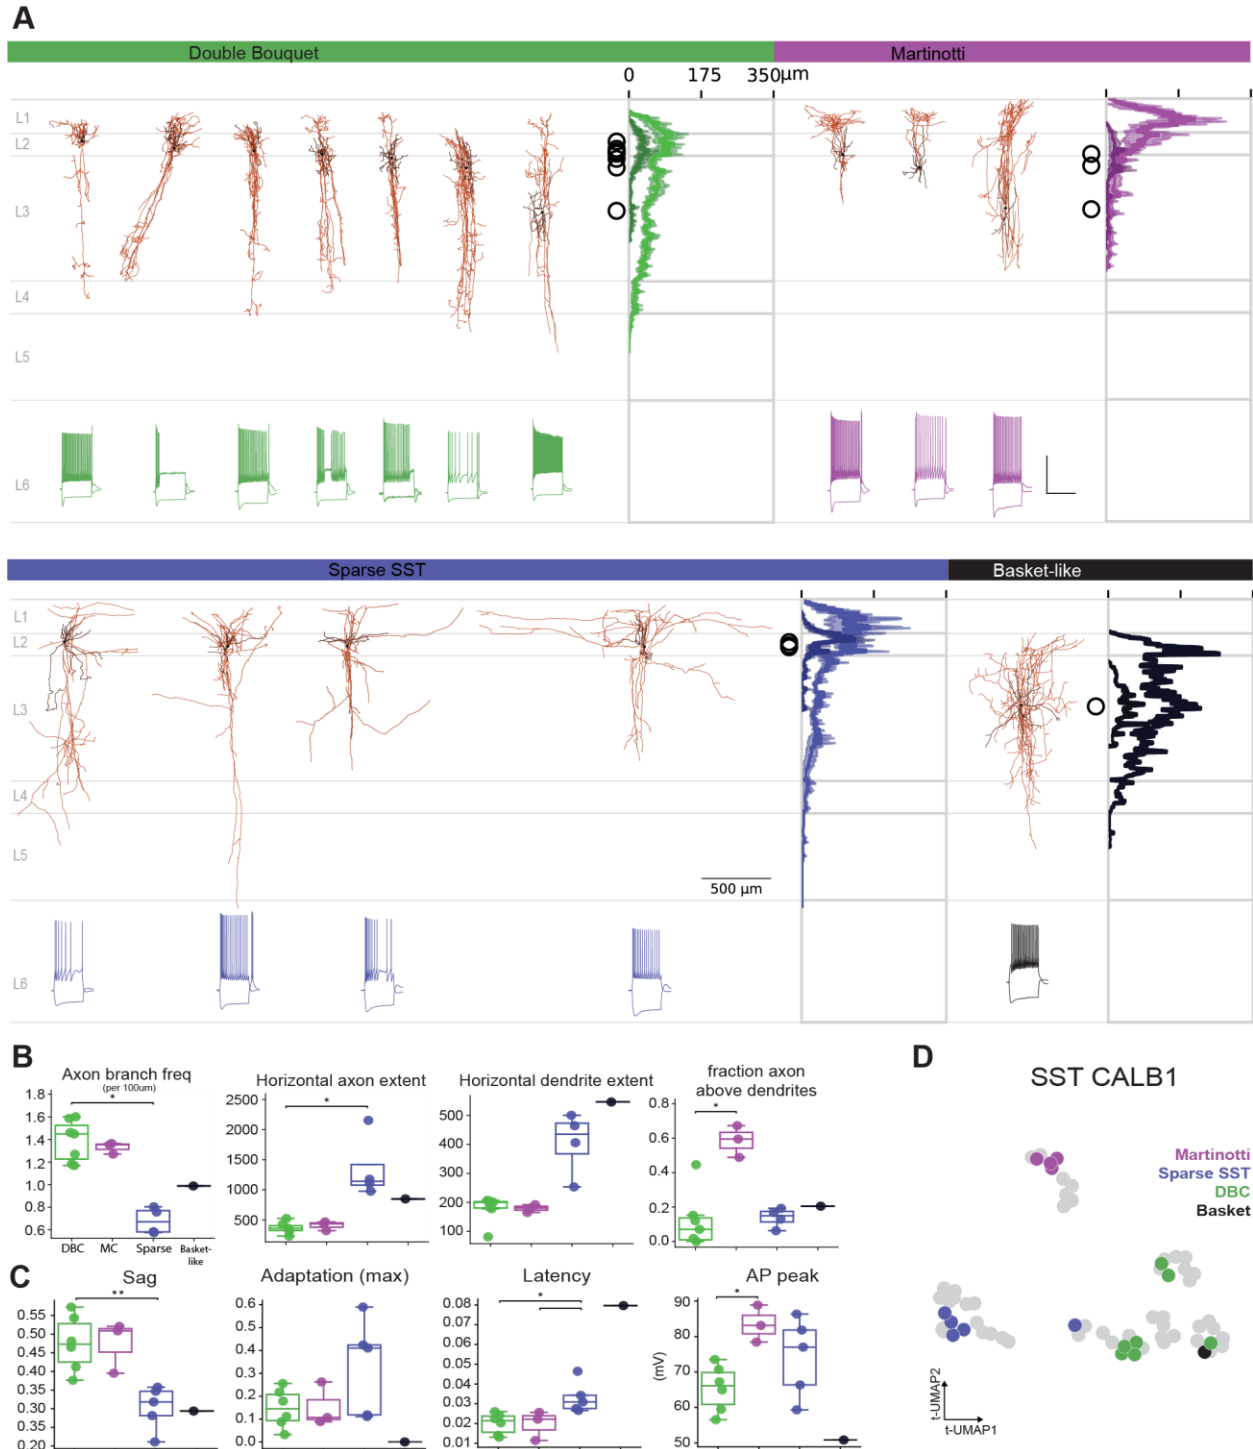 A
Double Bouquet
Martinotti
0 175 350μm
L1
L2
L3
L4
L5
L6
Sparse SST
Basket-like
L1
L2
L3
L4
L5
500 μm
L6
B
D
Axon branch freq
(per 100um)
Horizontal axon extent
Horizontal dendrite extent
fraction axon
above dendrites
SST CALB1
1.8
1.6
1.4
1.2
1.0
0.8
0.6
*
2500
2000
1500
1000
500
*
500
400
300
200
100
0.8
0.6
0.4
0.2
0.0
*
DBC MC Sparse Basket-
like
Martinotti
Sparse SST
DBC
Basket
C
Sag
Adaptation (max)
Latency
AP peak
0.55
0.50
0.45
0.40
0.35
0.30
0.25
0.20
**
0.6
0.5
0.4
0.3
0.2
0.1
0.0
0.08
0.07
0.06
0.05
0.04
0.03
0.02
0.01
*
(mV)
90
80
70
60
50
*
t-UMAP2
t-UMAP1